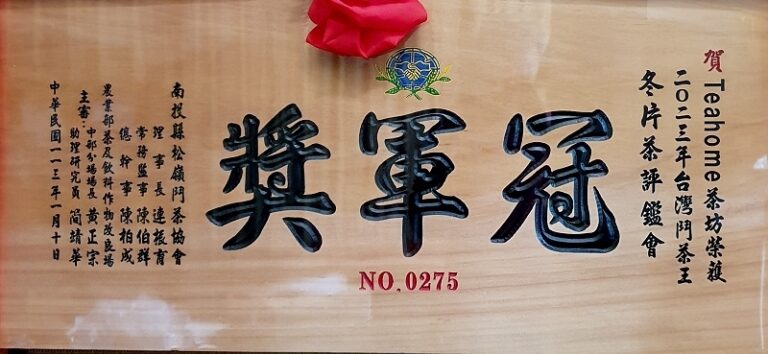 賀 Teahome茶坊榮獲
二〇二三年台灣鬥茶王
冬片茶評鑑會
冠軍獎
NO.0275
南投縣松嶺鬥茶協會
理事長連振育
常務監事陳伯群
總幹事陳柏成
農業部茶及飲料作物改良場
主審：中部分場場長黃正宗
助理研究員簡靖華
中華民國一一三年一月十日